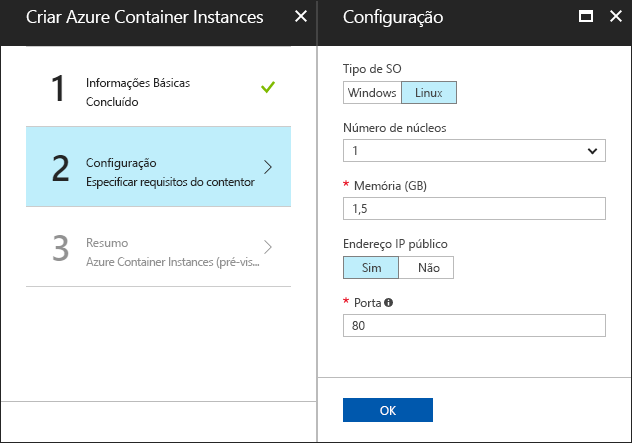 Criar Azure Container Instances
1
Informações Básicas
Concluído
2
Configuração
Especificar requisitos do contentor
3
Resumo
Azure Container Instances (pré-vis...
Configuração
Tipo de SO
Windows
Linux
Número de núcleos
1
* Memória (GB)
1,5
Endereço IP público
Sim
Não
* Porta
80
OK